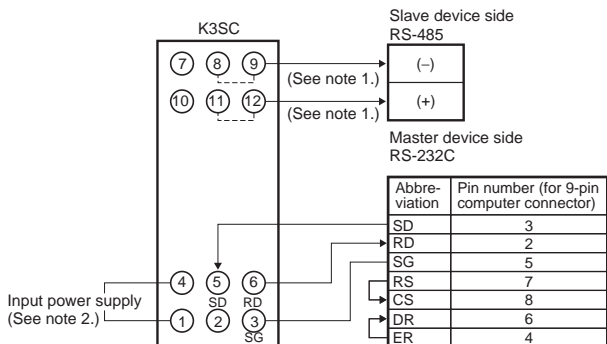 Slave device side
RS-485
K3SC
7 8 9
(See note 1.)
(−)
10 11 12
(See note 1.)
(+)
Master device side
RS-232C
Abbre-
viation
Pin number (for 9-pin
computer connector)
SD 3
RD 2
SG 5
RS 7
CS 8
DR 6
ER 4
4 5 6
SD RD
Input power supply
(See note 2.)
1 2 3
SG